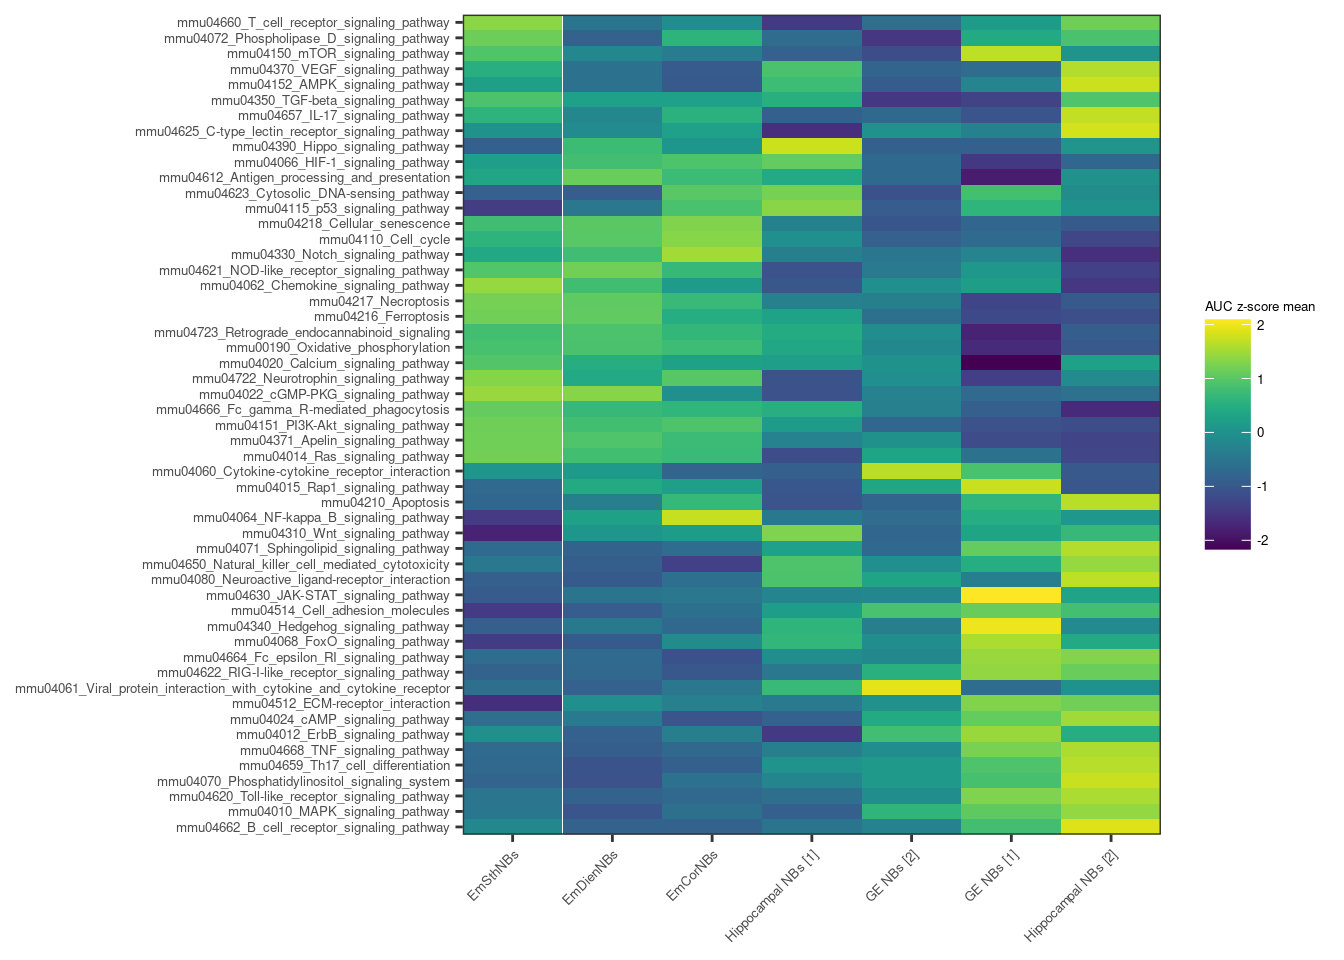 mmu04660_T_cell_receptor_signaling_pathway
mmu04072_Phospholipase_D_signaling_pathway
mmu04150_mTOR_signaling_pathway
mmu04370_VEGF_signaling_pathway
mmu04152_AMPK_signaling_pathway
mmu04350_TGF-beta_signaling_pathway
mmu04657_IL-17_signaling_pathway
mmu04625_C-type_lectin_receptor_signaling_pathway
mmu04390_Hippo_signaling_pathway
mmu04066_HIF-1_signaling_pathway
mmu04612_Antigen_processing_and_presentation
mmu04623_Cytosolic_DNA-sensing_pathway
mmu04115_p53_signaling_pathway
mmu04218_Cellular_senescence
mmu04110_Cell_cycle
mmu04330_Notch_signaling_pathway
mmu04621_NOD-like_receptor_signaling_pathway
mmu04062_Chemokine_signaling_pathway
mmu04217_Necroptosis
mmu04216_Ferroptosis
mmu04723_Retrograde_endocannabinoid_signaling
mmu00190_Oxidative_phosphorylation
mmu04020_Calcium_signaling_pathway
mmu04722_Neurotrophin_signaling_pathway
mmu04022_cGMP-PKG_signaling_pathway
mmu04666_Fc_gamma_R-mediated_phagocytosis
mmu04151_PI3K-Akt_signaling_pathway
mmu04371_Apelin_signaling_pathway
mmu04014_Ras_signaling_pathway
mmu04060_Cytokine-cytokine_receptor_interaction
mmu04015_Rap1_signaling_pathway
mmu04210_Apoptosis
mmu04064_NF-kappa_B_signaling_pathway
mmu04310_Wnt_signaling_pathway
mmu04071_Sphingolipid_signaling_pathway
mmu04650_Natural_killer_cell_mediated_cytotoxicity
mmu04080_Neuroactive_ligand-receptor_interaction
mmu04630_JAK-STAT_signaling_pathway
mmu04514_Cell_adhesion_molecules
mmu04340_Hedgehog_signaling_pathway
mmu04068_FoxO_signaling_pathway
mmu04664_Fc_epsilon_RI_signaling_pathway
mmu04622_RIG-I-like_receptor_signaling_pathway
mmu04061_Viral_protein_interaction_with_cytokine_and_cytokine_receptor
mmu04512_ECM-receptor_interaction
mmu04024_cAMP_signaling_pathway
mmu04012_ErbB_signaling_pathway
mmu04668_TNF_signaling_pathway
mmu04659_Th17_cell_differentiation
mmu04070_Phosphatidylinositol_signaling_system
mmu04620_Toll-like_receptor_signaling_pathway
mmu04010_MAPK_signaling_pathway
mmu04662_B_cell_receptor_signaling_pathway
EmSthNBs
EmDienNBs
EmCorNBs
Hippocampal NBs [1]
GE NBs [2]
GE NBs [1]
Hippocampal NBs [2]
AUC z-score mean
2
1
0
-1
-2